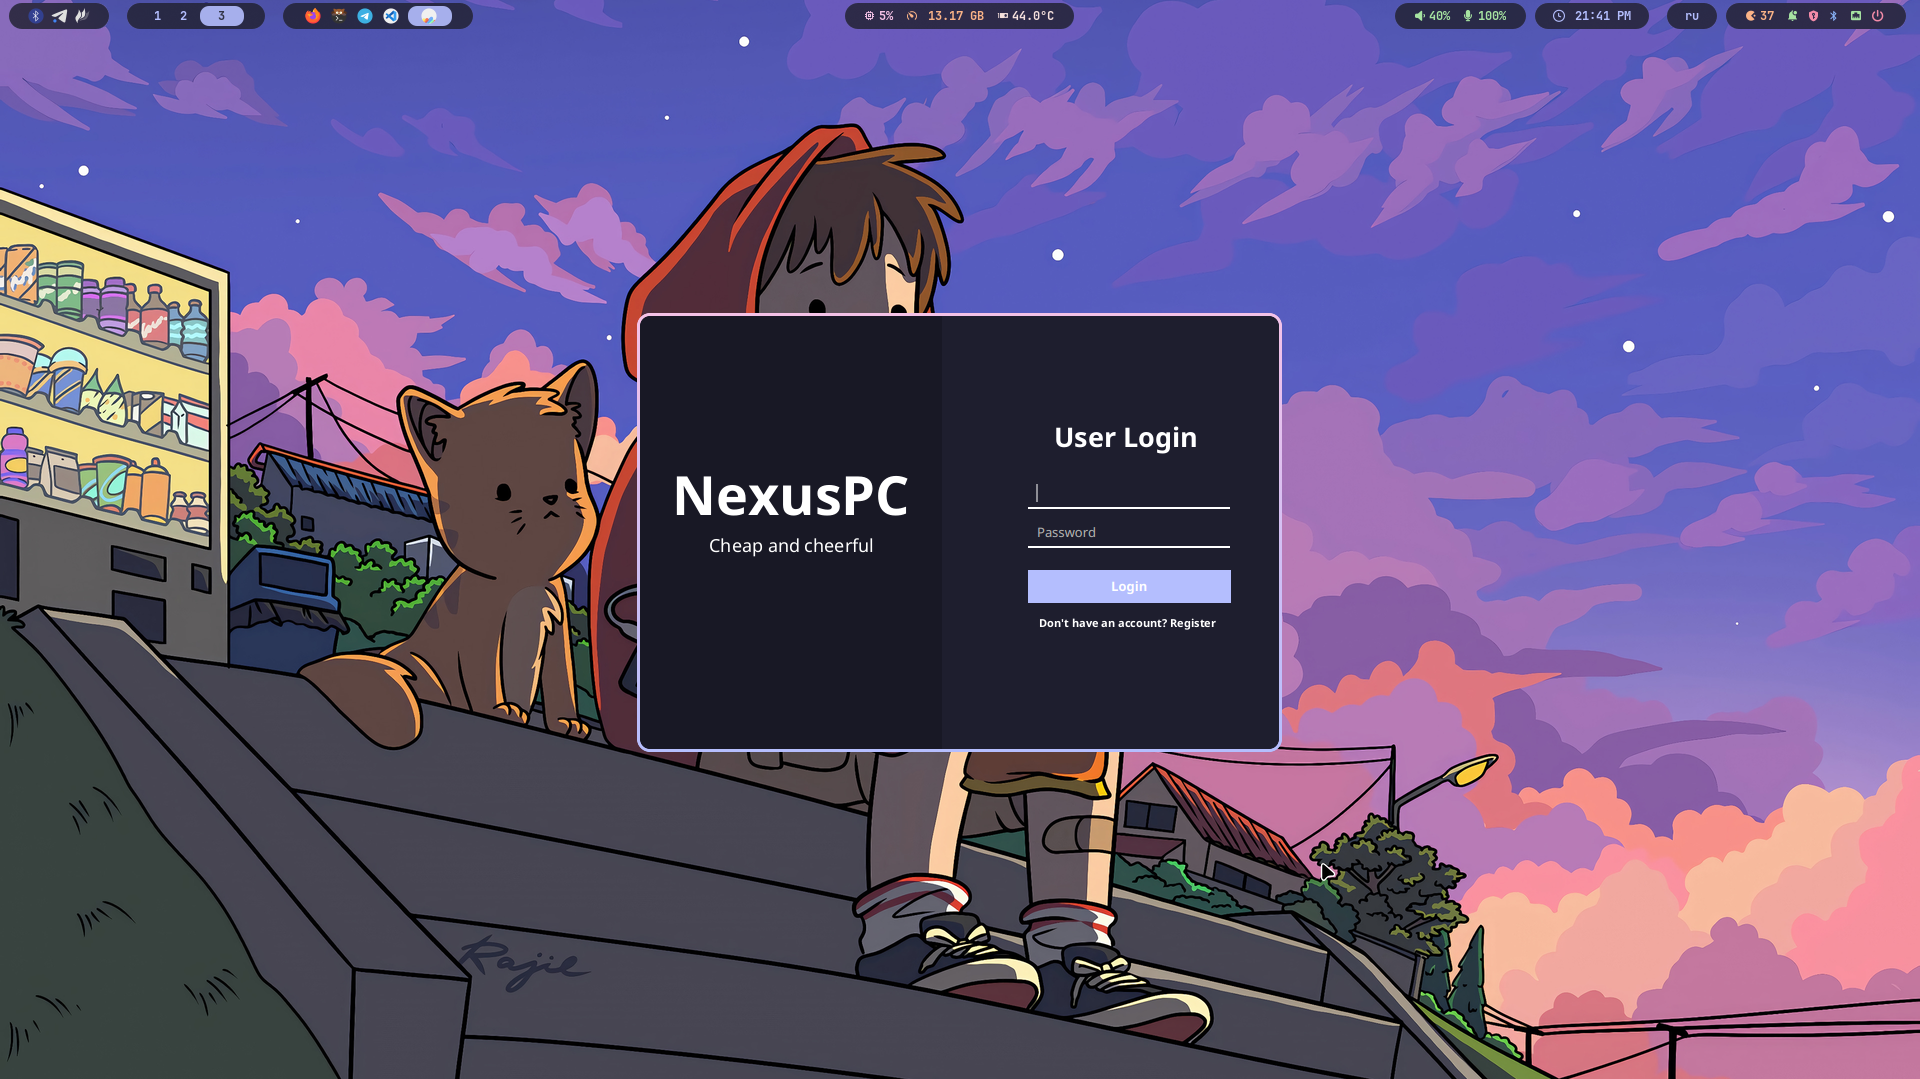 1 2 3
5% 13.17 GB 44.0°C
40% 100%
21:41 PM
ru
37
User Login
NexusPC
Cheap and cheerful
Password
Login
Don't have an account? Register
Rajie